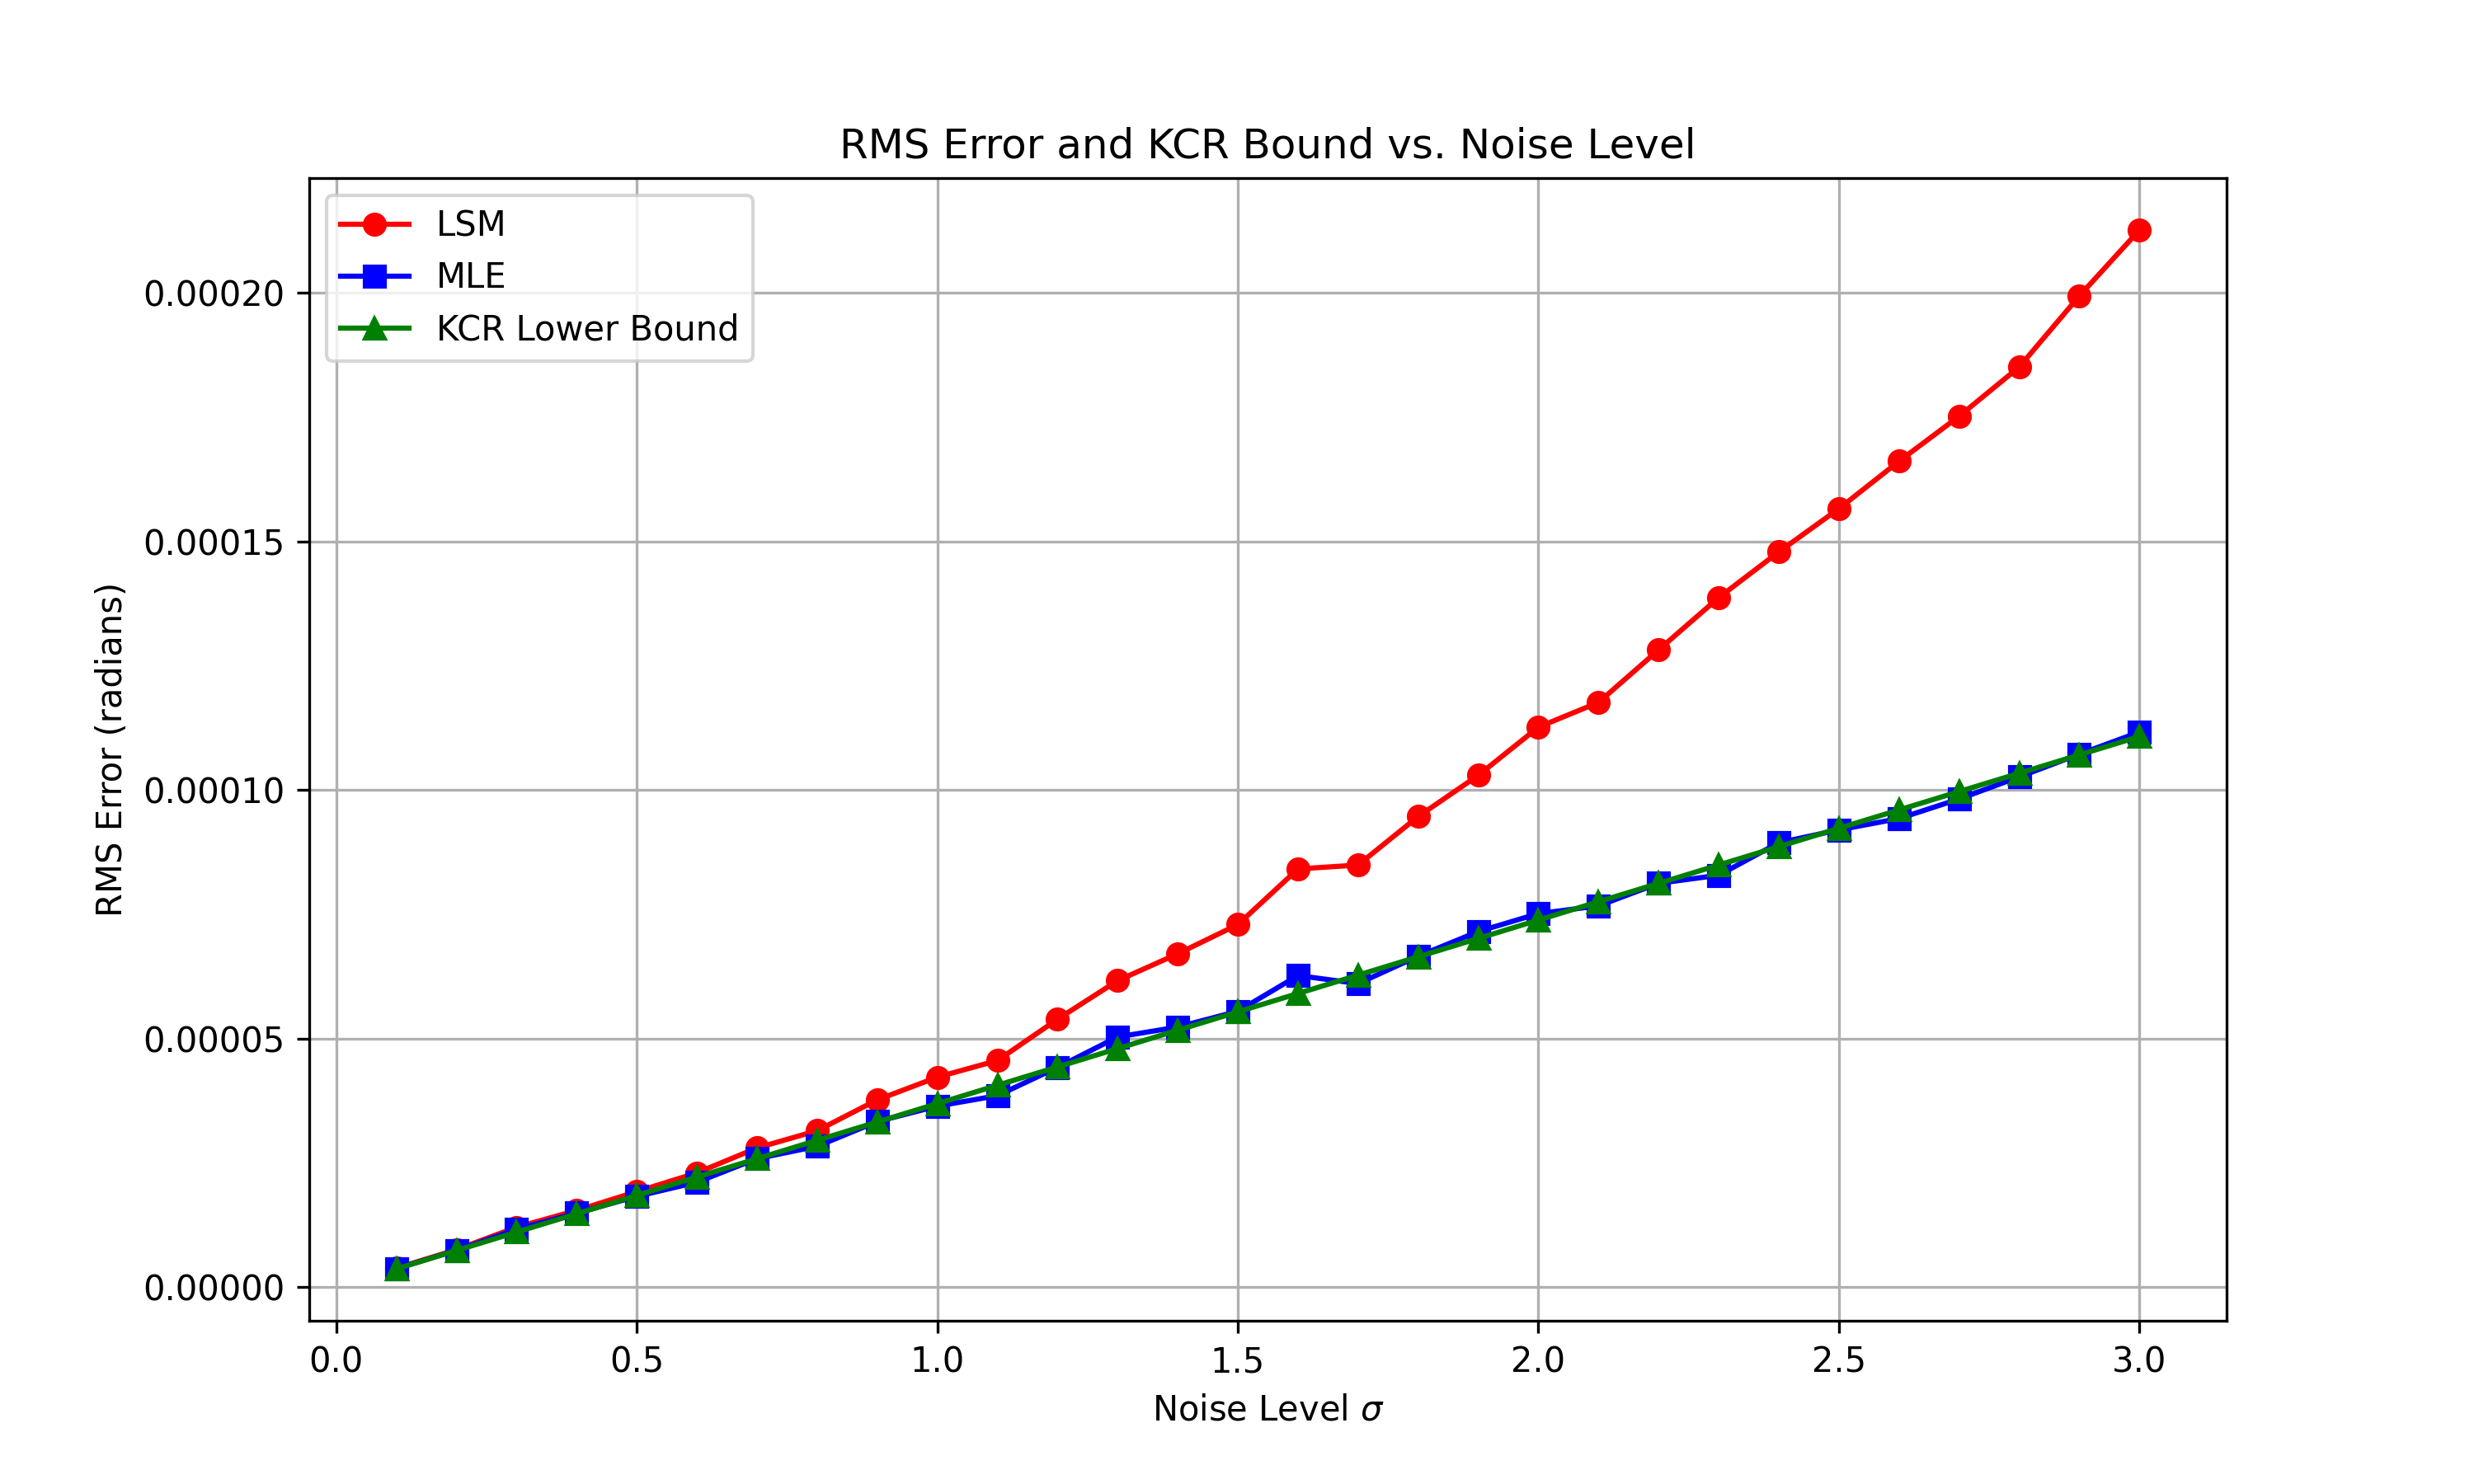 RMS Error and KCR Bound vs. Noise Level
LSM
MLE
KCR Lower Bound
RMS Error (radians)
0.00020
0.00015
0.00010
0.00005
0.00000
0.0 0.5 1.0 1.5 2.0 2.5 3.0
Noise Level σ